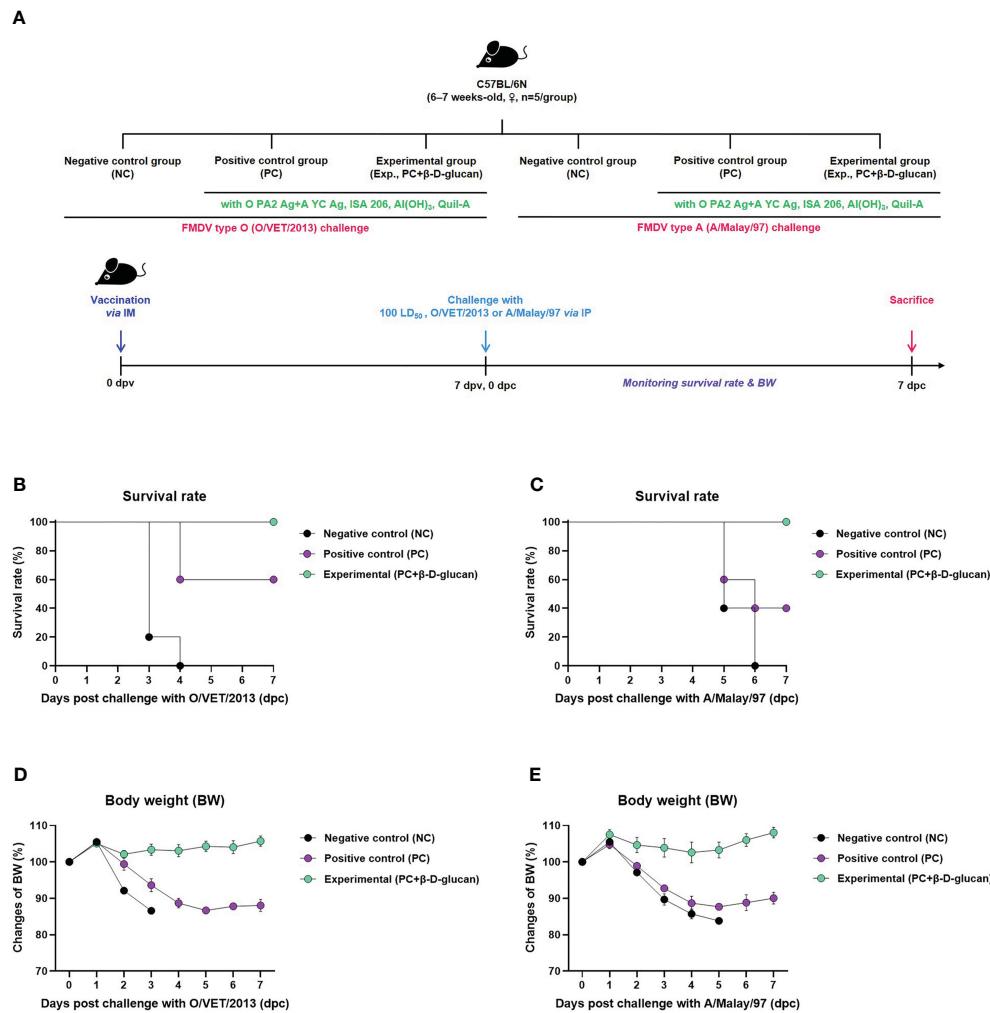 A
C57BL/6N
(6–7 weeks-old, ♀, n=5/group)
Negative control group
(NC)
Positive control group
(PC)
Experimental group
(Exp., PC+β-D-glucan)
Negative control group
(NC)
Positive control group
(PC)
Experimental group
(Exp., PC+β-D-glucan)
with O PA2 Ag+A YC Ag, ISA 206, Al(OH)₃, Quil-A
with O PA2 Ag+A YC Ag, ISA 206, Al(OH)₃, Quil-A
FMDV type O (O/VET/2013) challenge
FMDV type A (A/Malay/97) challenge
Vaccination
via IM
Challenge with
100 LD₅₀ , O/VET/2013 or A/Malay/97 via IP
Sacrifice
0 dpv
7 dpv, 0 dpc
Monitoring survival rate & BW
7 dpc
B
Survival rate
Survival rate (%)
100
80
60
40
20
0
0 1 2 3 4 5 6 7
Days post challenge with O/VET/2013 (dpc)
Negative control (NC)
Positive control (PC)
Experimental (PC+β-D-glucan)
C
Survival rate
Survival rate (%)
100
80
60
40
20
0
0 1 2 3 4 5 6 7
Days post challenge with A/Malay/97 (dpc)
Negative control (NC)
Positive control (PC)
Experimental (PC+β-D-glucan)
D
Body weight (BW)
Changes of BW (%)
110
100
90
80
70
0 1 2 3 4 5 6 7
Days post challenge with O/VET/2013 (dpc)
Negative control (NC)
Positive control (PC)
Experimental (PC+β-D-glucan)
E
Body weight (BW)
Changes of BW (%)
110
100
90
80
70
0 1 2 3 4 5 6 7
Days post challenge with A/Malay/97 (dpc)
Negative control (NC)
Positive control (PC)
Experimental (PC+β-D-glucan)